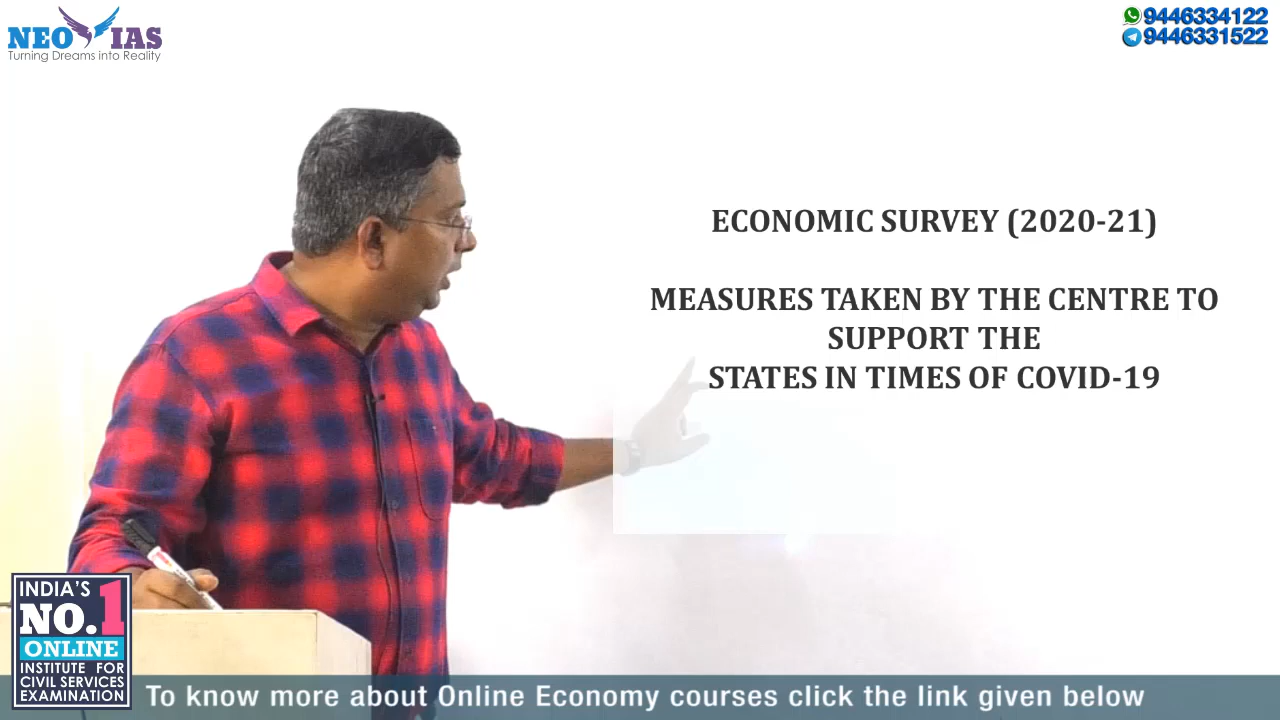 NEO IAS
Turning Dreams into Reality
9446334122
9446331522
ECONOMIC SURVEY (2020-21)
MEASURES TAKEN BY THE CENTRE TO
SUPPORT THE
STATES IN TIMES OF COVID-19
INDIA'S
NO.1
ONLINE
INSTITUTE FOR
CIVIL SERVICES
EXAMINATION
To know more about Online Economy courses click the link given below